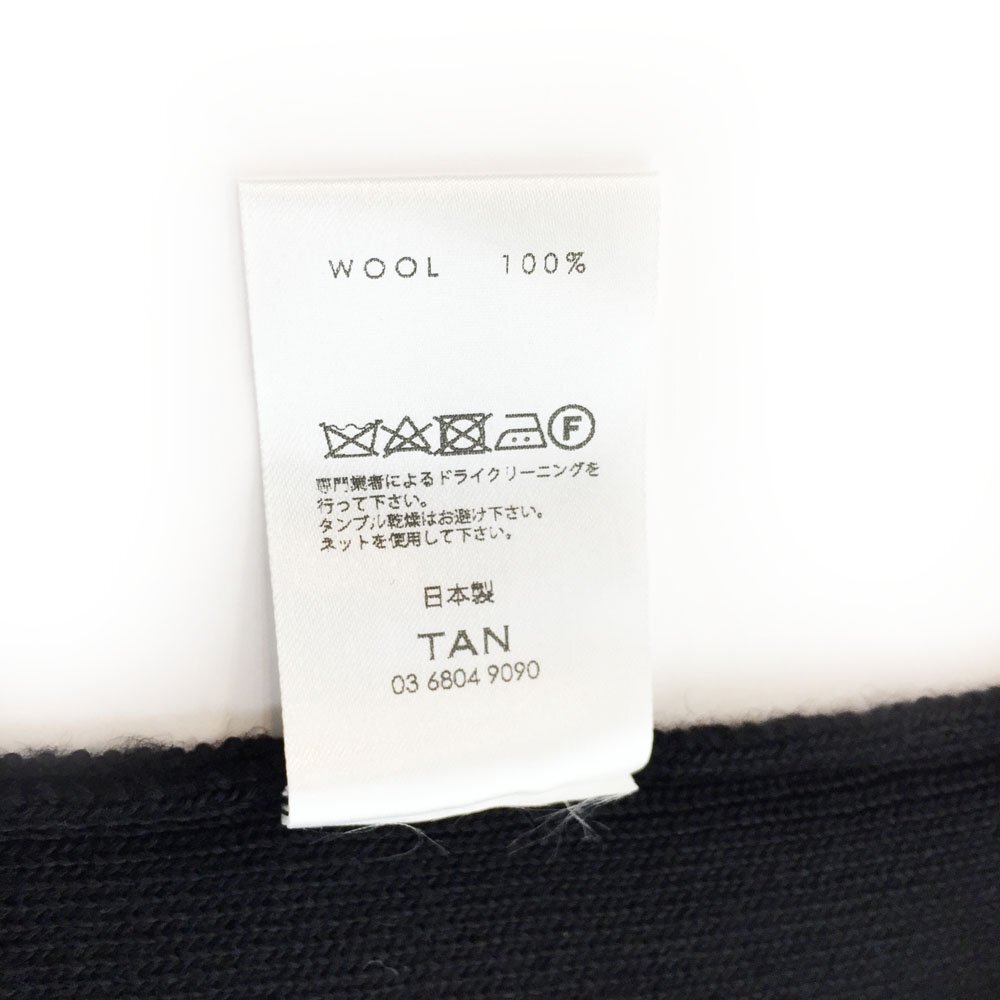 WOOL 100%
F
専門業者によるドライクリーニングを
行って下さい。
タンブル乾燥はお避け下さい。
ネットを使用して下さい。
日本製
TAN
03 6804 9090